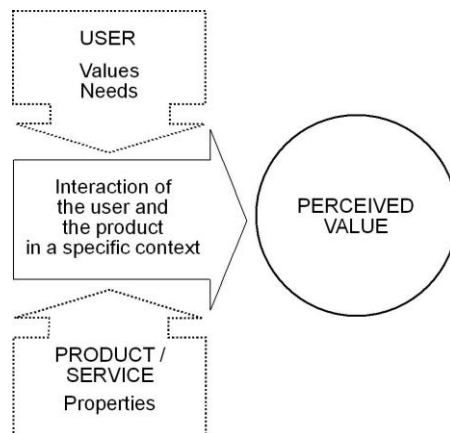 USER
Values
Needs
Interaction of
the user and
the product
in a specific context
PERCEIVED
VALUE
PRODUCT /
SERVICE
Properties